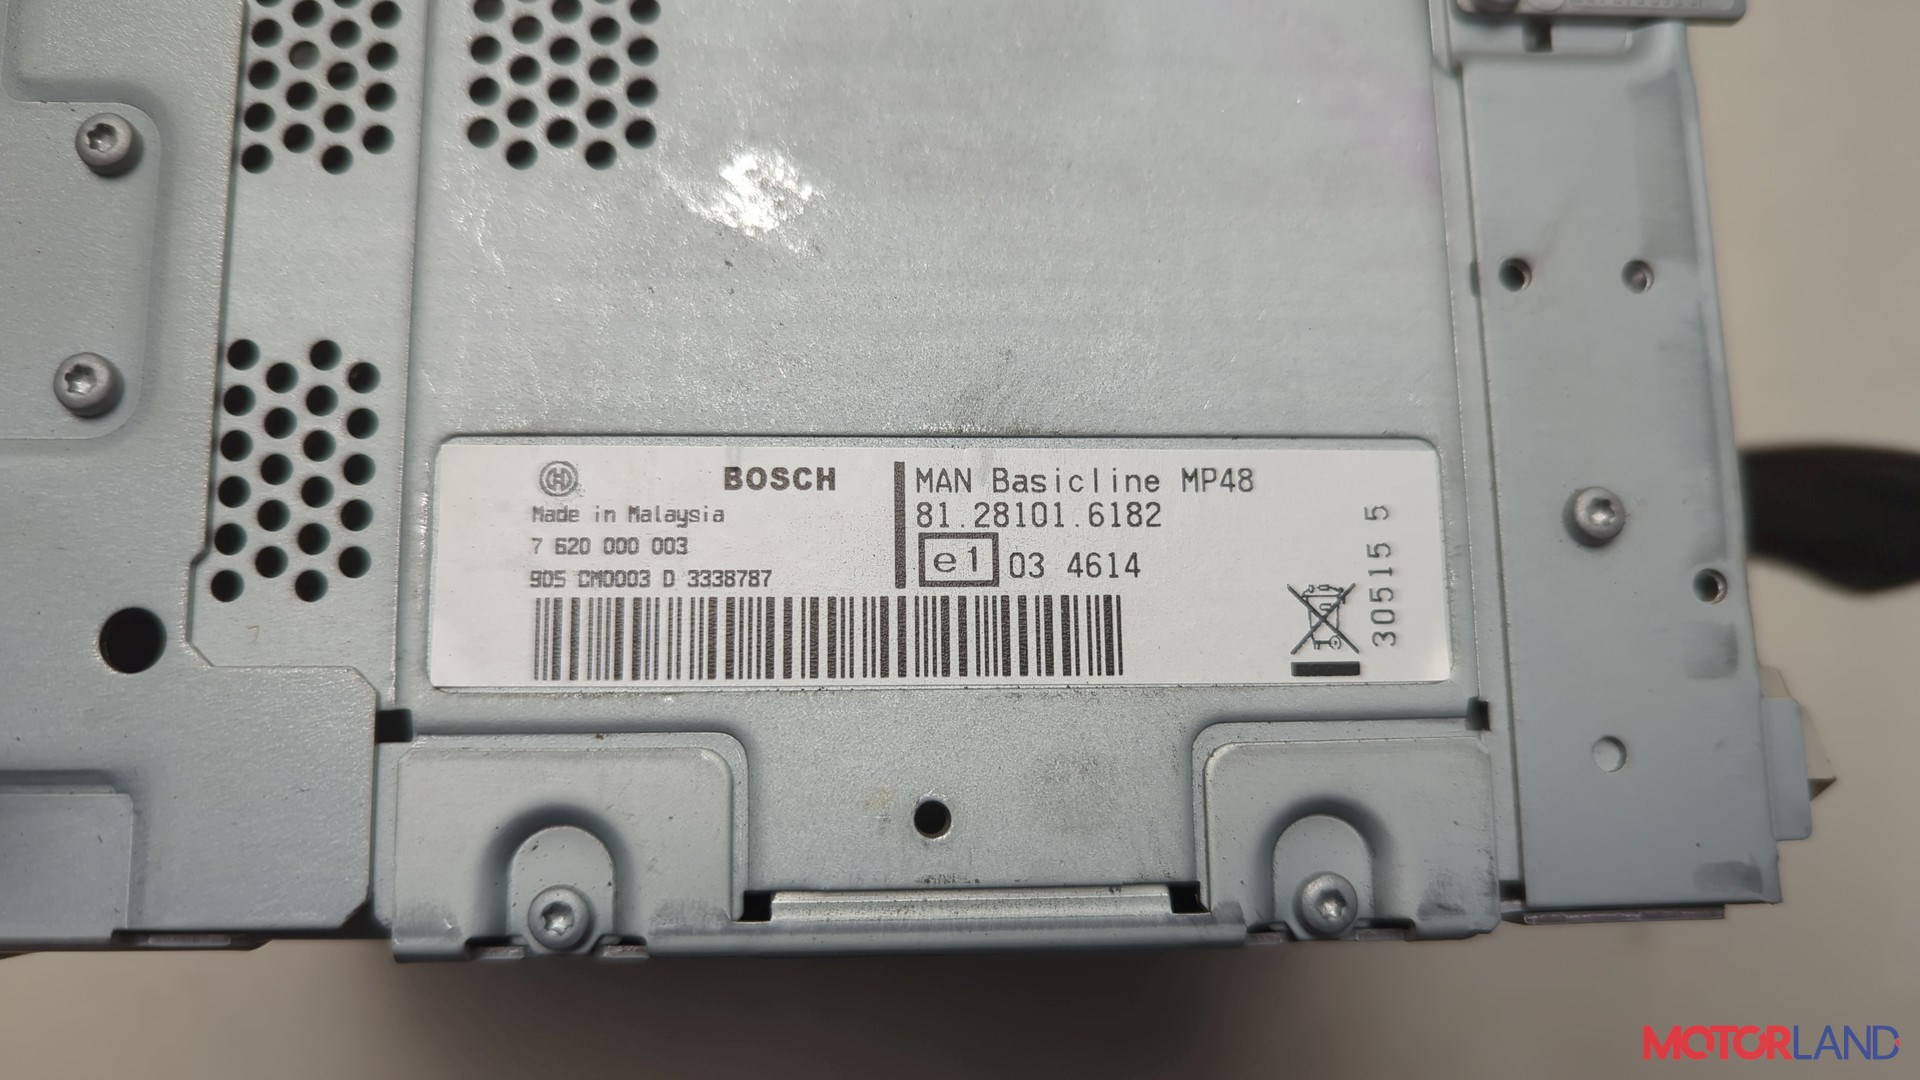 BOSCH
Made in Malaysia
7 620 000 003
905 CM0003 D 3338787
MAN Basicline MP48
81.28101.6182
e1 03 4614
30515 5
MOTORLAND